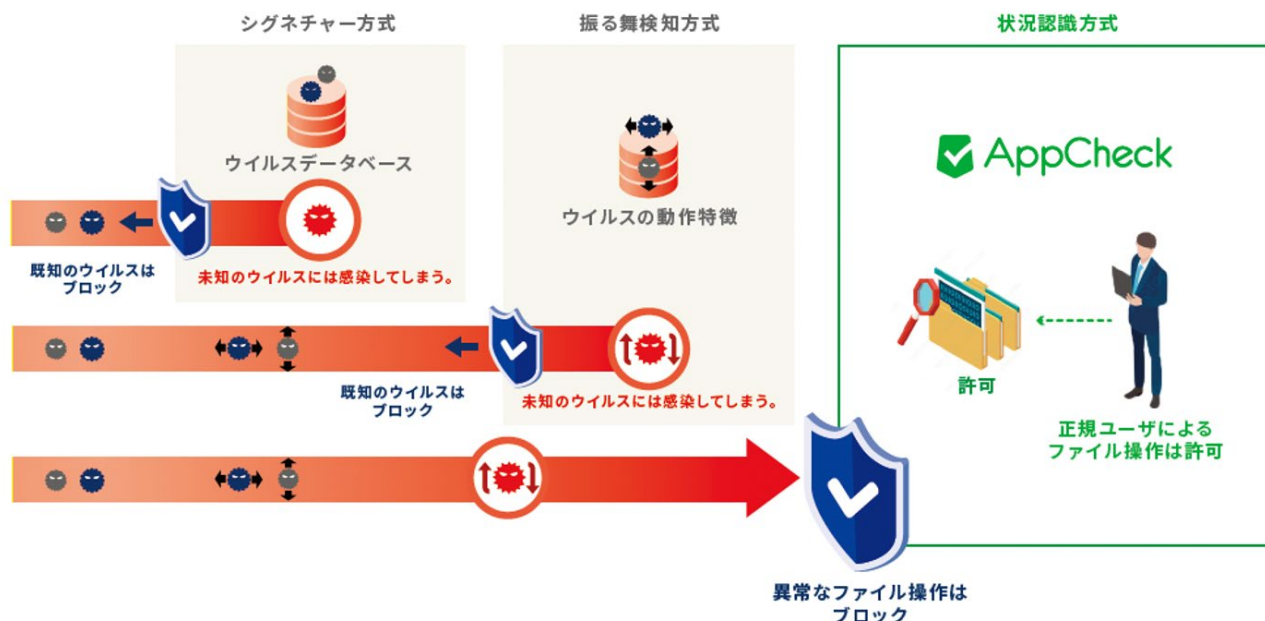 シグネチャー方式
振る舞検知方式
状況認識方式
ウイルスデータベース
AppCheck
ウイルスの動作特徴
既知のウイルスは
ブロック
未知のウイルスには感染してしまう。
既知のウイルスは
ブロック
未知のウイルスには感染してしまう。
許可
正規ユーザによる
ファイル操作は許可
異常なファイル操作は
ブロック